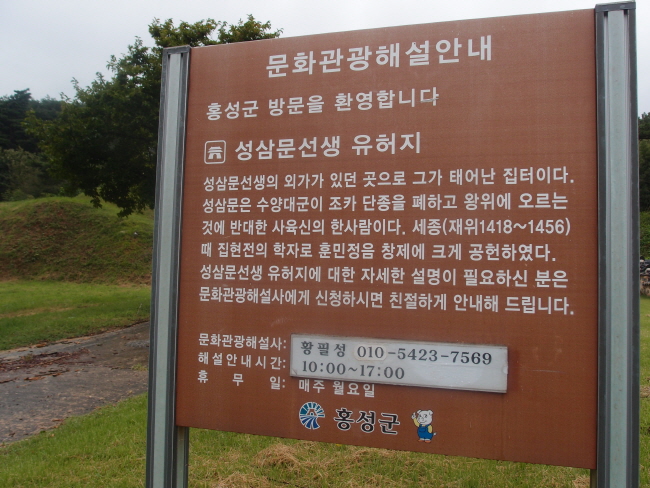 문화관광해설안내
홍성군 방문을 환영합니다
성삼문선생 유허지
성삼문선생의 외가가 있던 곳으로 그가 태어난 집터이다.
성삼문은 수양대군이 조카 단종을 폐하고 왕위에 오르는
것에 반대한 사육신의 한사람이다. 세종(재위1418~1456)
때 집현전의 학자로 훈민정음 창제에 크게 공헌하였다.
성삼문선생 유허지에 대한 자세한 설명이 필요하신 분은
문화관광해설사에게 신청하시면 친절하게 안내해 드립니다.
문화관광해설사: 황필성 010-5423-7569
해설안내시간: 10:00~17:00
휴 무 일: 매주 월요일
홍성군